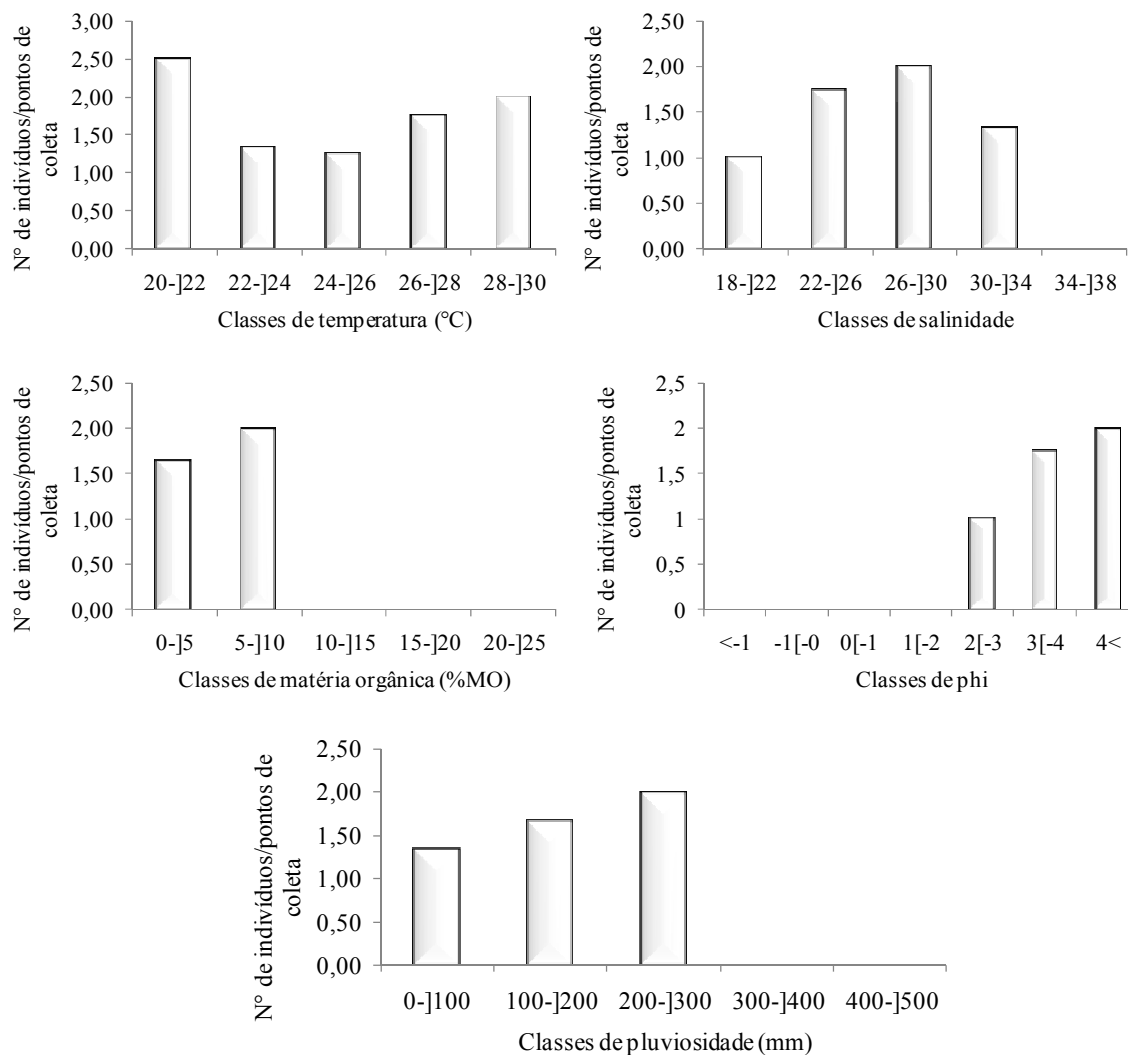 N° de indivíduos/pontos de
coleta
3,00
2,50
2,00
1,50
1,00
0,50
0,00
20-]22 22-]24 24-]26 26-]28 28-]30
Classes de temperatura (°C)
N° de indivíduos/pontos de
coleta
2,50
2,00
1,50
1,00
0,50
0,00
18-]22 22-]26 26-]30 30-]34 34-]38
Classes de salinidade
N° de indivíduos/pontos de
coleta
2,50
2,00
1,50
1,00
0,50
0,00
0-]5 5-]10 10-]15 15-]20 20-]25
Classes de matéria orgânica (%MO)
N° de indivíduos/pontos de
coleta
2,5
2
1,5
1
0,5
0
<-1 -1[-0 0[-1 1[-2 2[-3 3[-4 4<
Classes de phi
N° de indivíduos/pontos de
coleta
2,50
2,00
1,50
1,00
0,50
0,00
0-]100 100-]200 200-]300 300-]400 400-]500
Classes de pluviosidade (mm)